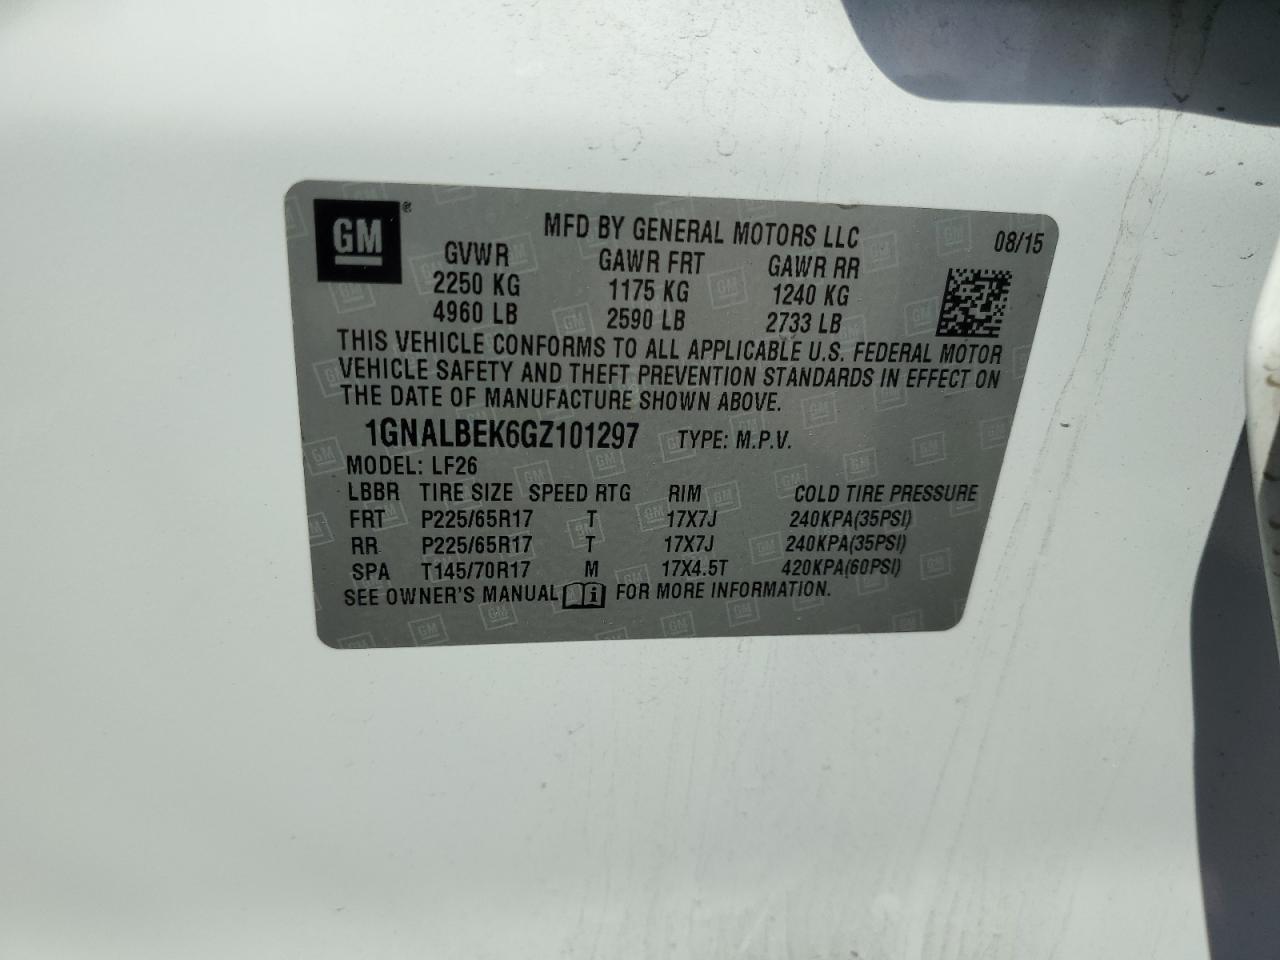 GM®
MFD BY GENERAL MOTORS LLC 08/15
GVWR GAWR FRT GAWR RR
2250 KG 1175 KG 1240 KG
4960 LB 2590 LB 2733 LB
THIS VEHICLE CONFORMS TO ALL APPLICABLE U.S. FEDERAL MOTOR
VEHICLE SAFETY AND THEFT PREVENTION STANDARDS IN EFFECT ON
THE DATE OF MANUFACTURE SHOWN ABOVE.
1GNALBEK6GZ101297 TYPE: M.P.V.
MODEL: LF26
LBBR TIRE SIZE SPEED RTG RIM COLD TIRE PRESSURE
FRT P225/65R17 T 17X7J 240KPA(35PSI)
RR P225/65R17 T 17X7J 240KPA(35PSI)
SPA T145/70R17 M 17X4.5T 420KPA(60PSI)
SEE OWNER'S MANUAL i FOR MORE INFORMATION.